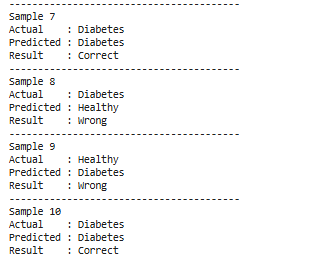 ----------------------------------------
Sample 7
Actual    : Diabetes
Predicted : Diabetes
Result    : Correct
----------------------------------------
Sample 8
Actual    : Diabetes
Predicted : Healthy
Result    : Wrong
----------------------------------------
Sample 9
Actual    : Healthy
Predicted : Diabetes
Result    : Wrong
----------------------------------------
Sample 10
Actual    : Diabetes
Predicted : Diabetes
Result    : Correct